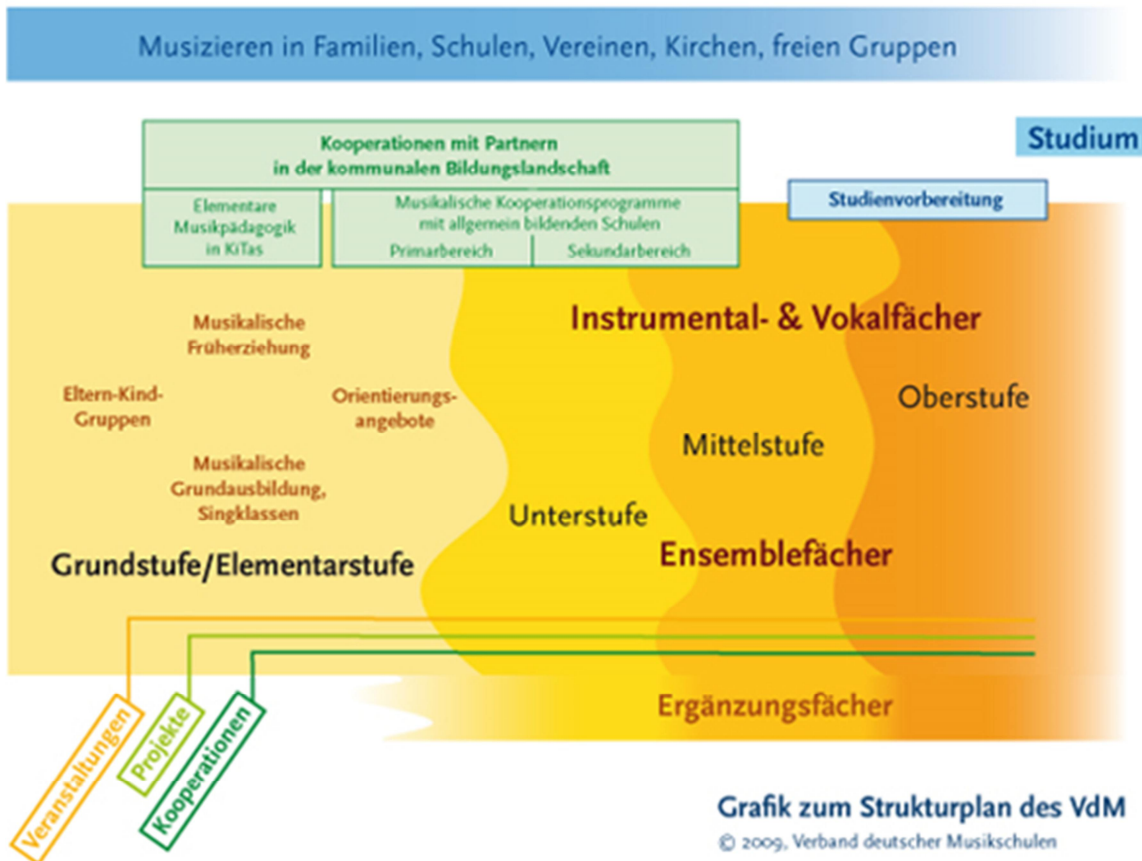 Musizieren in Familien, Schulen, Vereinen, Kirchen, freien Gruppen
Studium
Kooperationen mit Partnern
in der kommunalen Bildungslandschaft
Studienvorbereitung
Elementare
Musikpädagogik
in KiTas
Musikalische Kooperationsprogramme
mit allgemein bildenden Schulen
Primarbereich
Sekundarbereich
Instrumental- & Vokalfächer
Musikalische
Früherziehung
Eltern-Kind-
Gruppen
Orientierungs-
angebote
Oberstufe
Mittelstufe
Musikalische
Grundausbildung,
Singklassen
Unterstufe
Grundstufe/Elementarstufe
Ensemblefächer
Ergänzungsfächer
Veranstaltungen
Projekte
Kooperationen
Grafik zum Strukturplan des VdM
© 2009, Verband deutscher Musikschulen